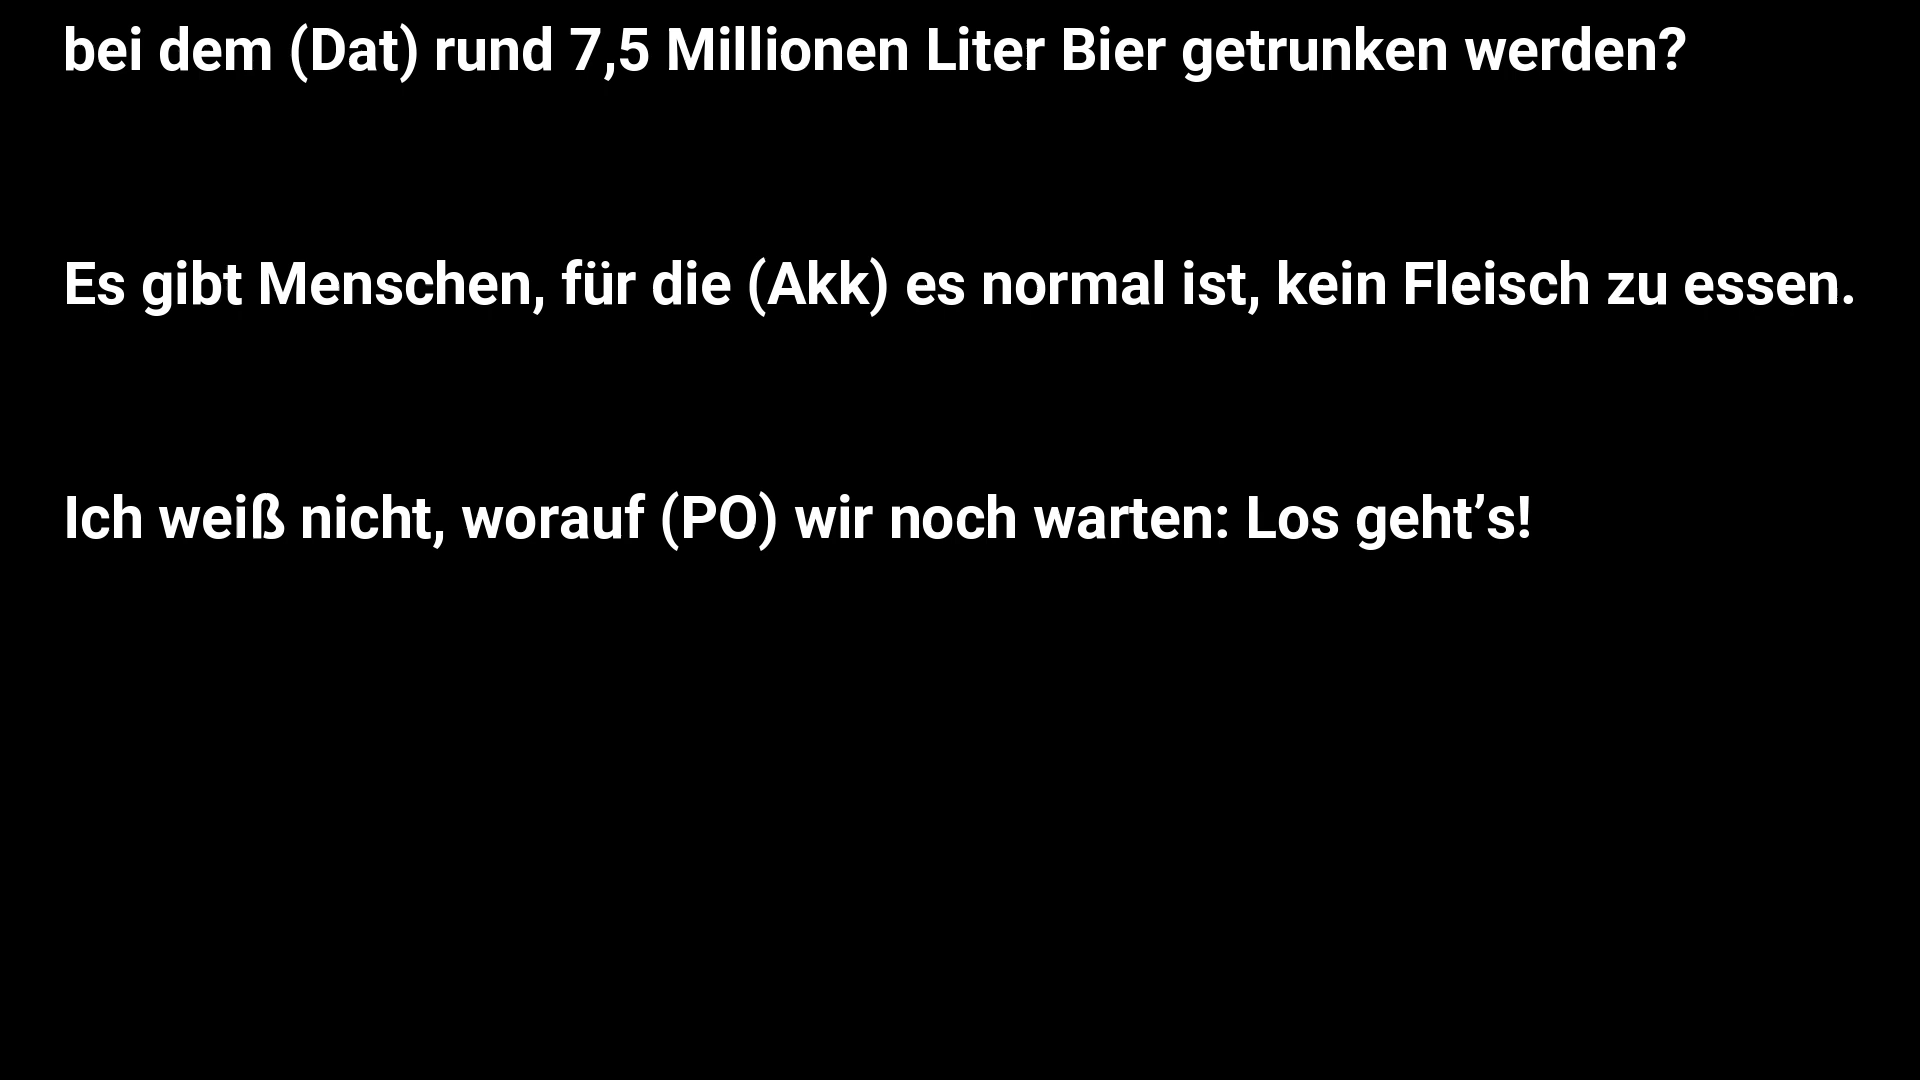 bei dem (Dat) rund 7,5 Millionen Liter Bier getrunken werden?
Es gibt Menschen, für die (Akk) es normal ist, kein Fleisch zu essen.
Ich weiß nicht, worauf (PO) wir noch warten: Los geht’s!